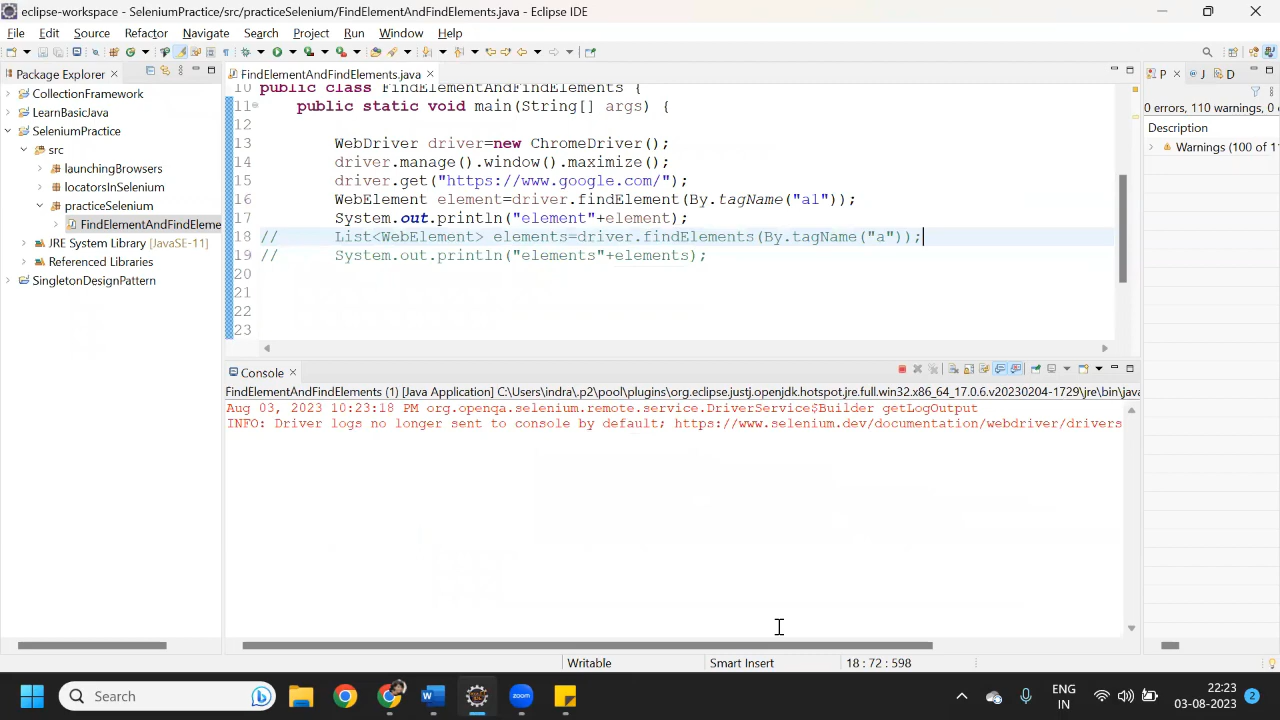 eclipse-workspace - SeleniumPractice/src/practiceSelenium/FindElementAndFindElements.java - Eclipse IDE
File Edit Source Refactor Navigate Search Project Run Window Help
Package Explorer
CollectionFramework
LearnBasicJava
SeleniumPractice
src
launchingBrowsers
locatorsInSelenium
practiceSelenium
FindElementAndFindEleme
JRE System Library [JavaSE-11]
Referenced Libraries
SingletonDesignPattern
FindElementAndFindElements.java
10 public class FindElementAndFindElements {
11 public static void main(String[] args) {
12
13 WebDriver driver=new ChromeDriver();
14 driver.manage().window().maximize();
15 driver.get("https://www.google.com/");
16 WebElement element=driver.findElement(By.tagName("a1"));
17 System.out.println("element"+element);
18 // List<WebElement> elements=driver.findElements(By.tagName("a"));
19 // System.out.println("elements"+elements);
20
21
22
23
P J D
0 errors, 110 warnings, 0
Description
Warnings (100 of 11
Console
FindElementAndFindElements (1) [Java Application] C:\Users\indra\.p2\pool\plugins\org.eclipse.justj.openjdk.hotspot.jre.full.win32.x86_64_17.0.6.v20230204-1729\jre\bin\java
Aug 03, 2023 10:23:18 PM org.openqa.selenium.remote.service.DriverService$Builder getLogOutput
INFO: Driver logs no longer sent to console by default; https://www.selenium.dev/documentation/webdriver/drivers
Writable
Smart Insert
18 : 72 : 598
Search
zoom
ENG
IN
22:23
03-08-2023
2